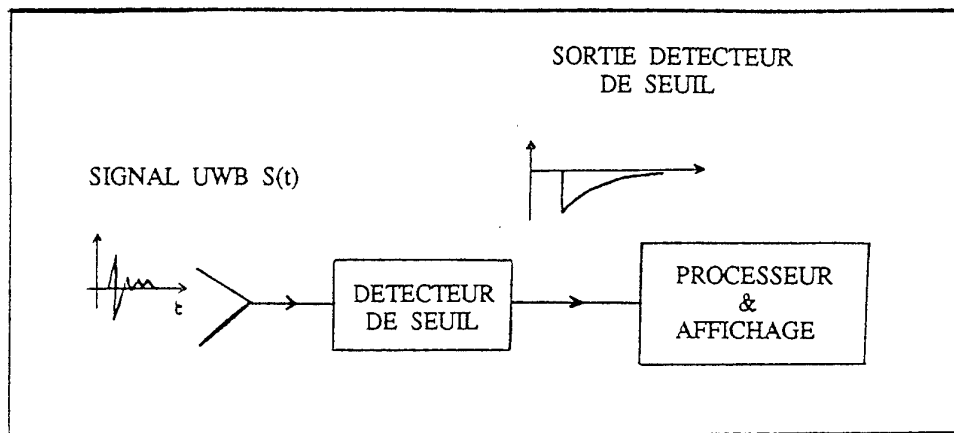 SORTIE DETECTEUR
DE SEUIL
SIGNAL UWB S(t)
t
DETECTEUR
DE SEUIL
PROCESSEUR
&
AFFICHAGE